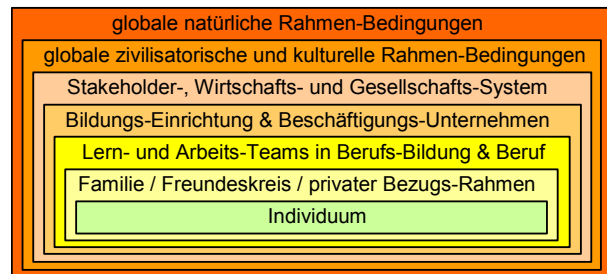 globale natürliche Rahmen-Bedingungen
globale zivilisatorische und kulturelle Rahmen-Bedingungen
Stakeholder-, Wirtschafts- und Gesellschafts-System
Bildungs-Einrichtung & Beschäftigungs-Unternehmen
Lern- und Arbeits-Teams in Berufs-Bildung & Beruf
Familie / Freundeskreis / privater Bezugs-Rahmen
Individuum